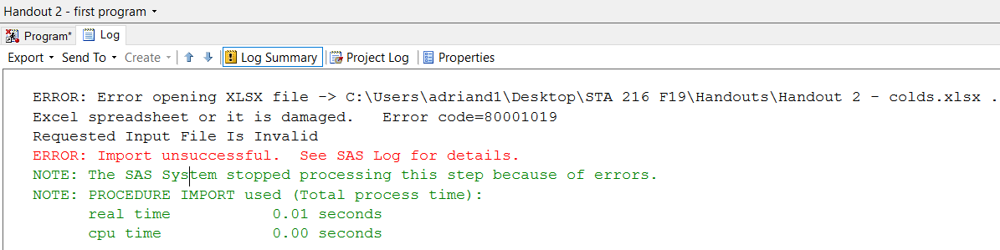 Handout 2 - first program
Program* Log
Export Send To Create Log Summary Project Log Properties
ERROR: Error opening XLSX file -> C:\Users\adriand1\Desktop\STA 216 F19\Handouts\Handout 2 - colds.xlsx .
Excel spreadsheet or it is damaged.   Error code=80001019
Requested Input File Is Invalid
ERROR: Import unsuccessful.  See SAS Log for details.
NOTE: The SAS System stopped processing this step because of errors.
NOTE: PROCEDURE IMPORT used (Total process time):
real time           0.01 seconds
cpu time            0.00 seconds